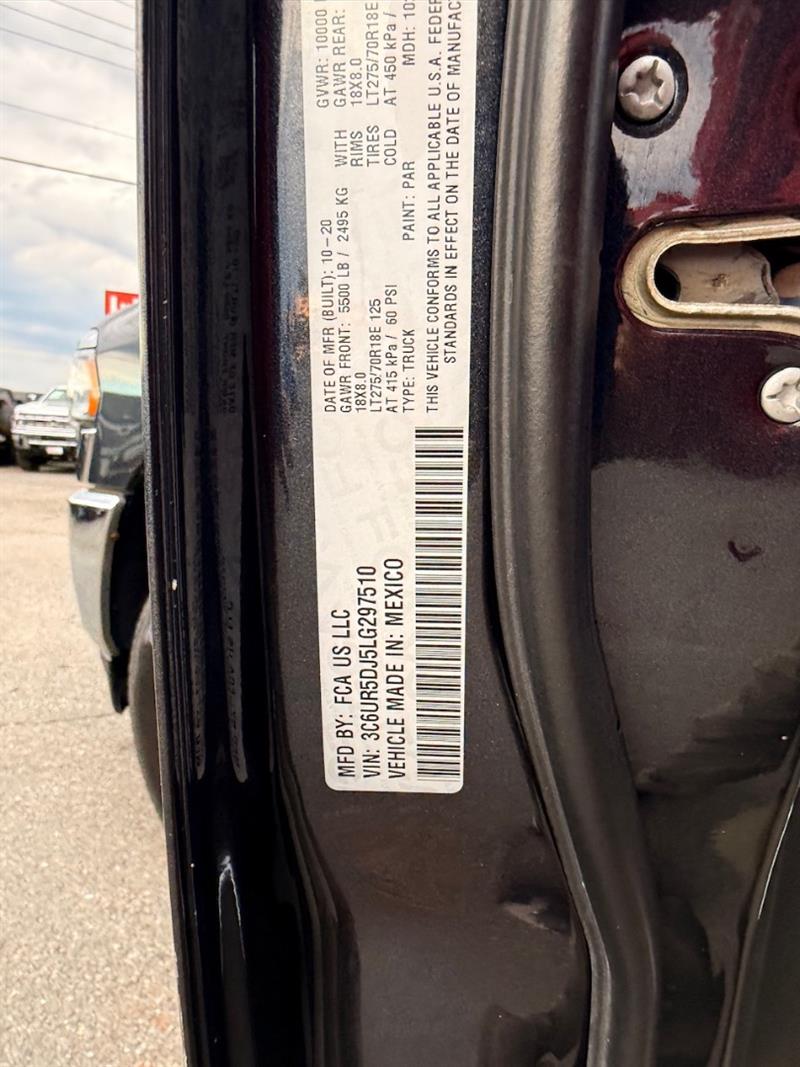 MFD BY: FCA US LLC
VIN: 3C6UR5DJ5LG297510
VEHICLE MADE IN: MEXICO
DATE OF MFR (BUILT): 10-20 GVWR: 10000
GAWR FRONT: 5500 LB / 2495 KG WITH GAWR REAR:
18X8.0 RIMS 18X8.0
LT275/70R18E 125 TIRES LT275/70R18E
AT 415 kPa / 60 PSI COLD AT 450 kPa /
TYPE: TRUCK PAINT: PAR MDH:
THIS VEHICLE CONFORMS TO ALL APPLICABLE U.S.A.
STANDARDS IN EFFECT ON THE DATE OF